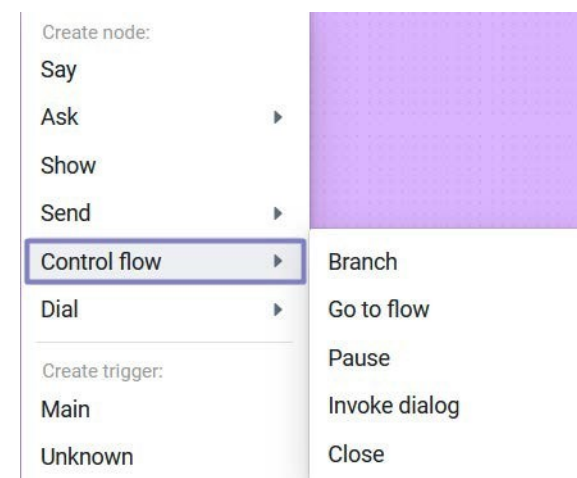 Create node:
Say
Ask
Show
Send
Control flow
Dial
Create trigger:
Main
Unknown
Branch
Go to flow
Pause
Invoke dialog
Close